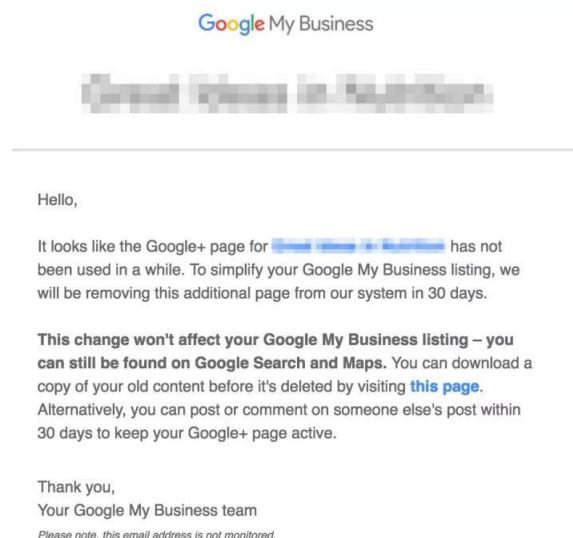 Google My Business
Hello,
It looks like the Google+ page for has not
been used in a while. To simplify your Google My Business listing, we
will be removing this additional page from our system in 30 days.
This change won't affect your Google My Business listing – you
can still be found on Google Search and Maps. You can download a
copy of your old content before it's deleted by visiting this page.
Alternatively, you can post or comment on someone else's post within
30 days to keep your Google+ page active.
Thank you,
Your Google My Business team
Please note, this email address is not monitored.